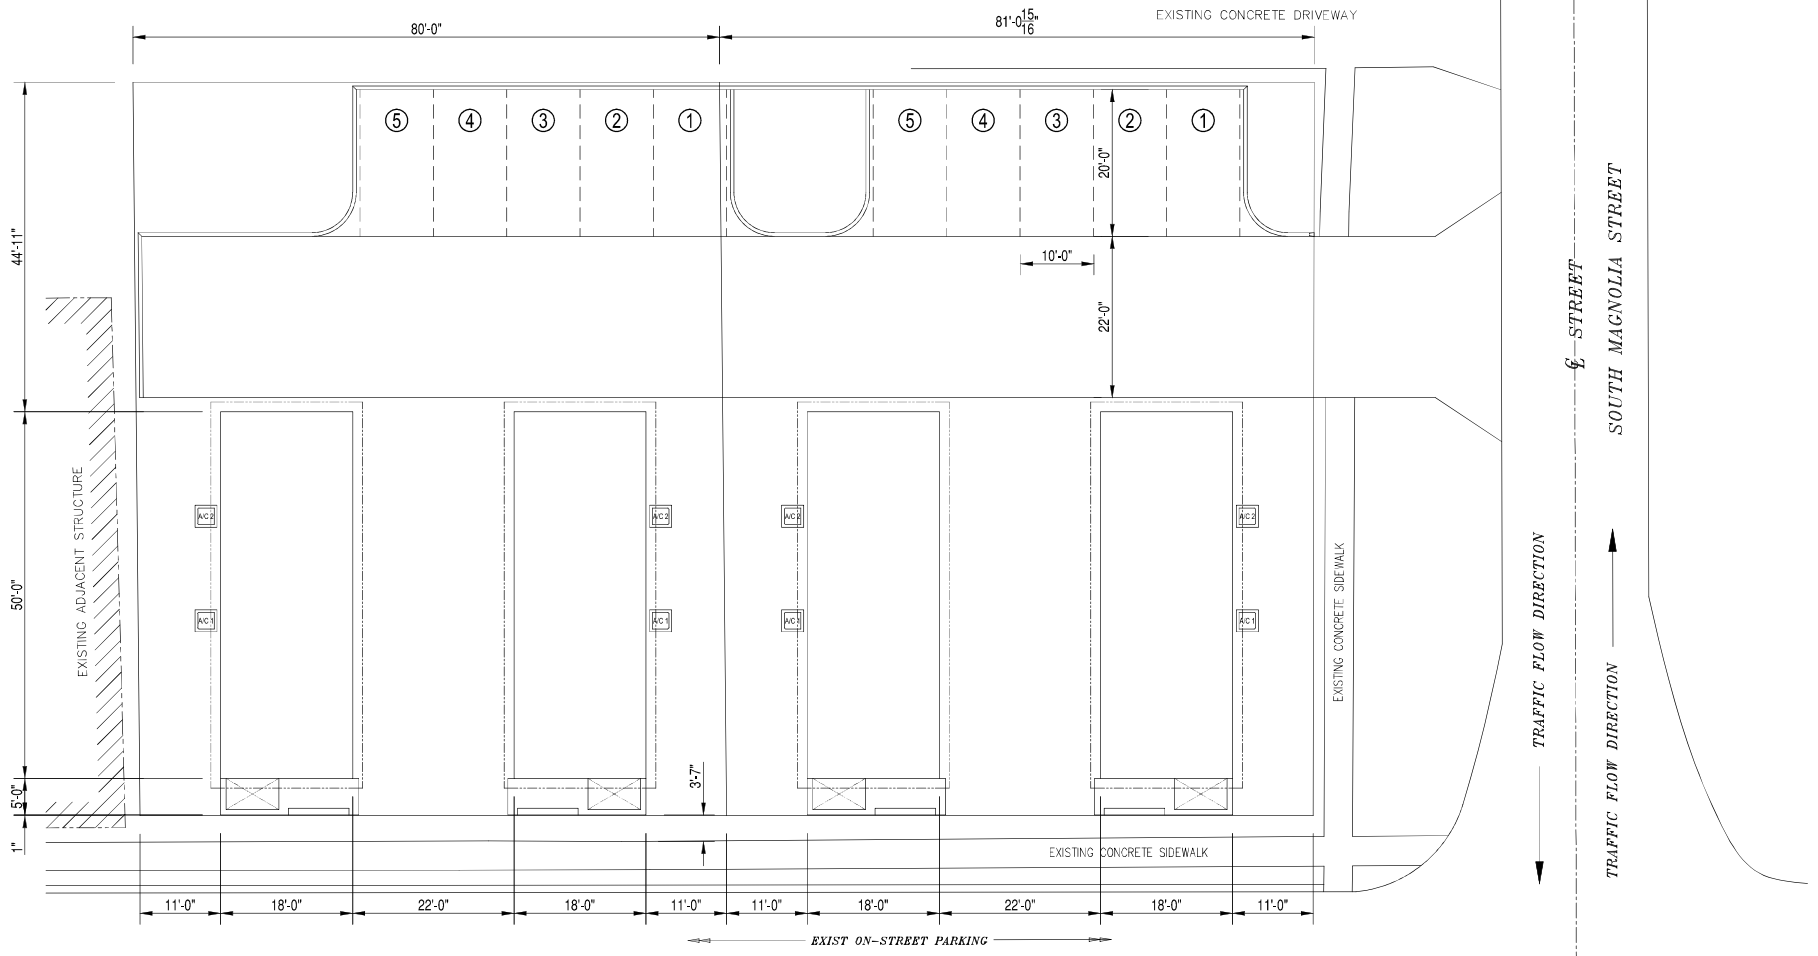 EXISTING CONCRETE DRIVEWAY
80'-0"
81'-0 15/16"
5
4
3
2
1
5
4
3
2
1
20'-0"
44'-11"
10'-0"
22'-0"
℄ STREET
SOUTH MAGNOLIA STREET
EXISTING ADJACENT STRUCTURE
A/C 2
A/C 2
A/C 2
A/C 2
50'-0"
A/C 1
A/C 1
A/C 1
A/C 1
EXISTING CONCRETE SIDEWALK
TRAFFIC FLOW DIRECTION
TRAFFIC FLOW DIRECTION
3'-7"
5'-0"
1"
EXISTING CONCRETE SIDEWALK
11'-0"
18'-0"
22'-0"
18'-0"
11'-0"
11'-0"
18'-0"
22'-0"
18'-0"
11'-0"
EXIST ON-STREET PARKING